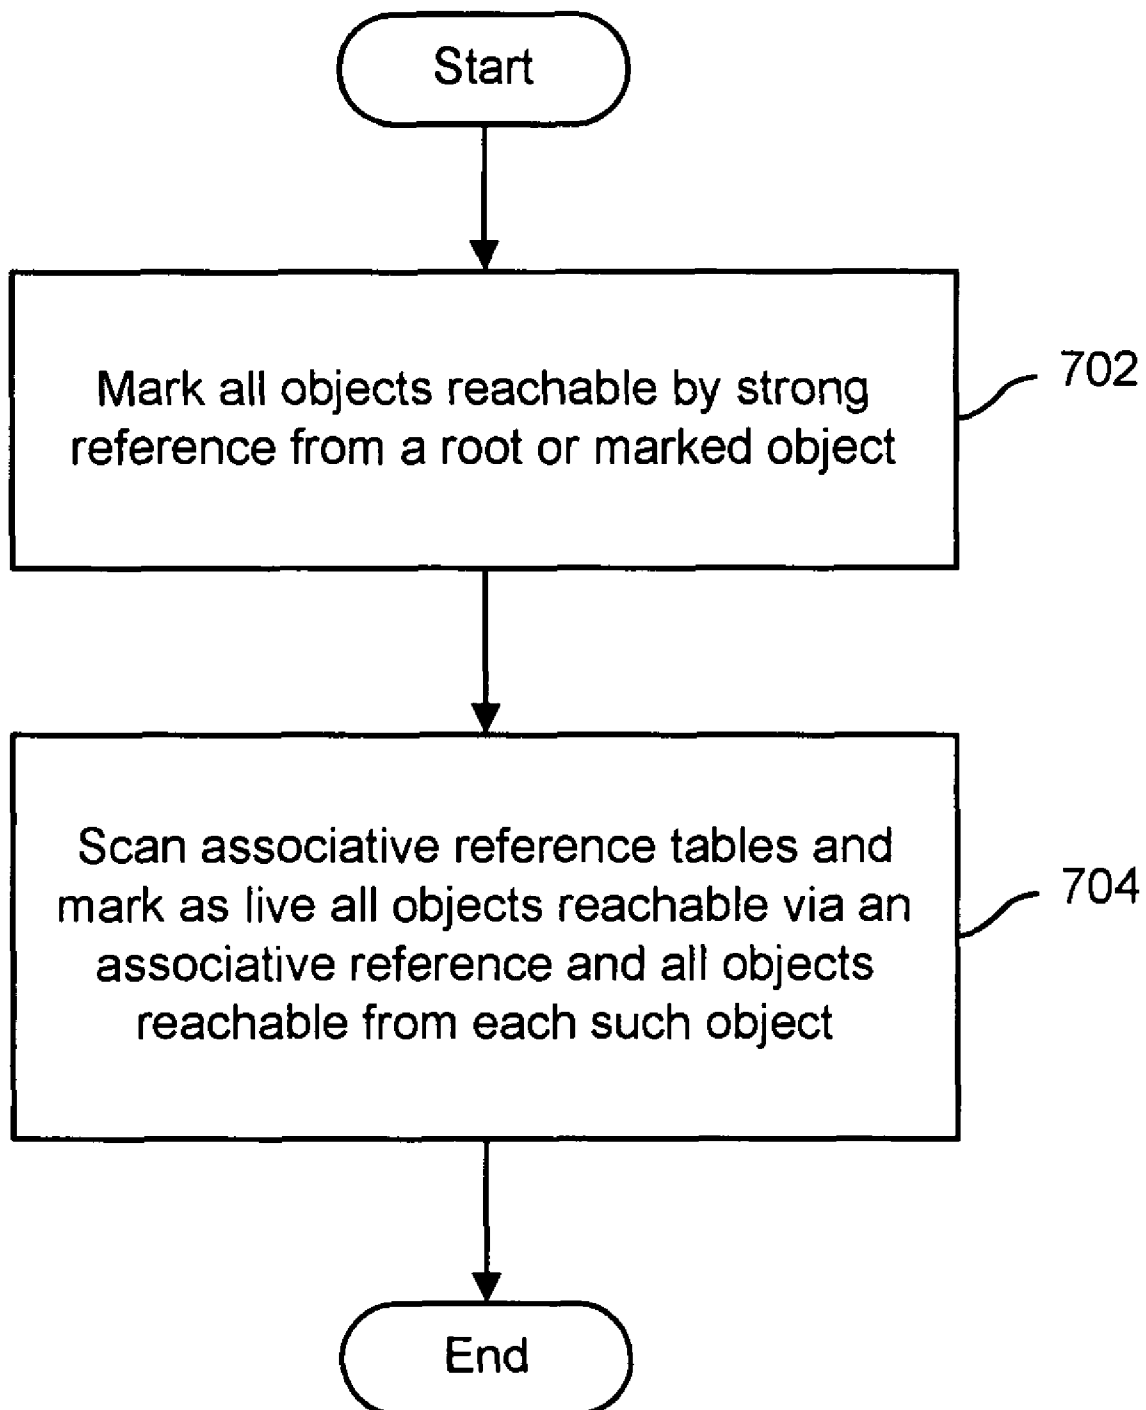 Start
Mark all objects reachable by strong
reference from a root or marked object
702
Scan associative reference tables and
mark as live all objects reachable via an
associative reference and all objects
reachable from each such object
704
End